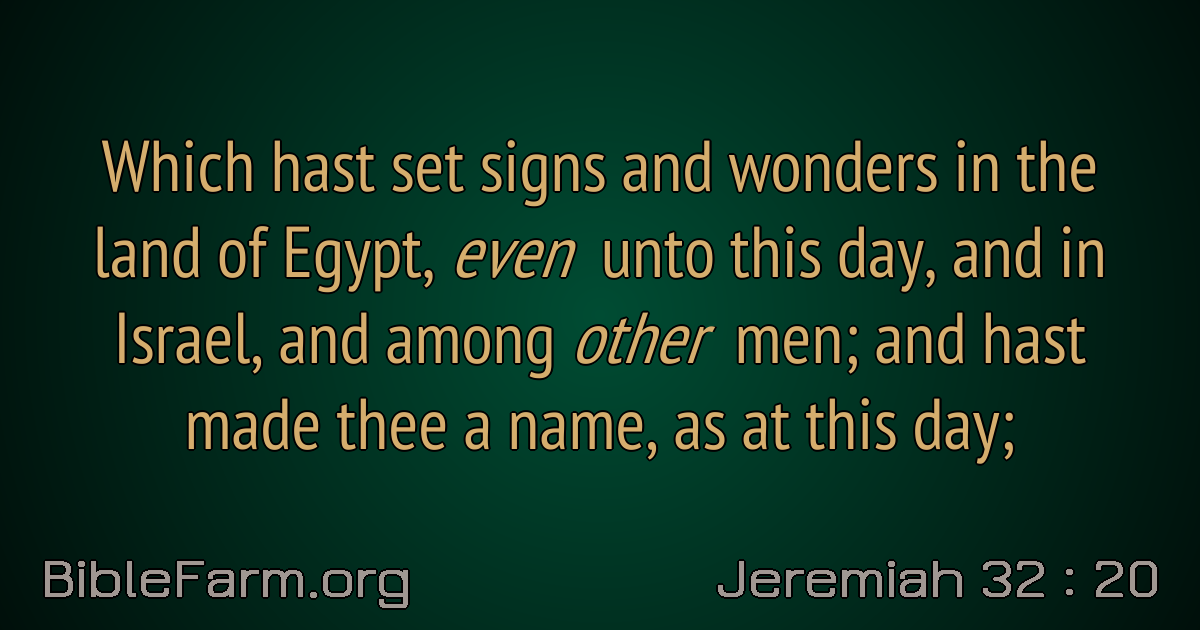 Which hast set signs and wonders in the
land of Egypt, even unto this day, and in
Israel, and among other men; and hast
made thee a name, as at this day;
BibleFarm.org
Jeremiah 32 : 20